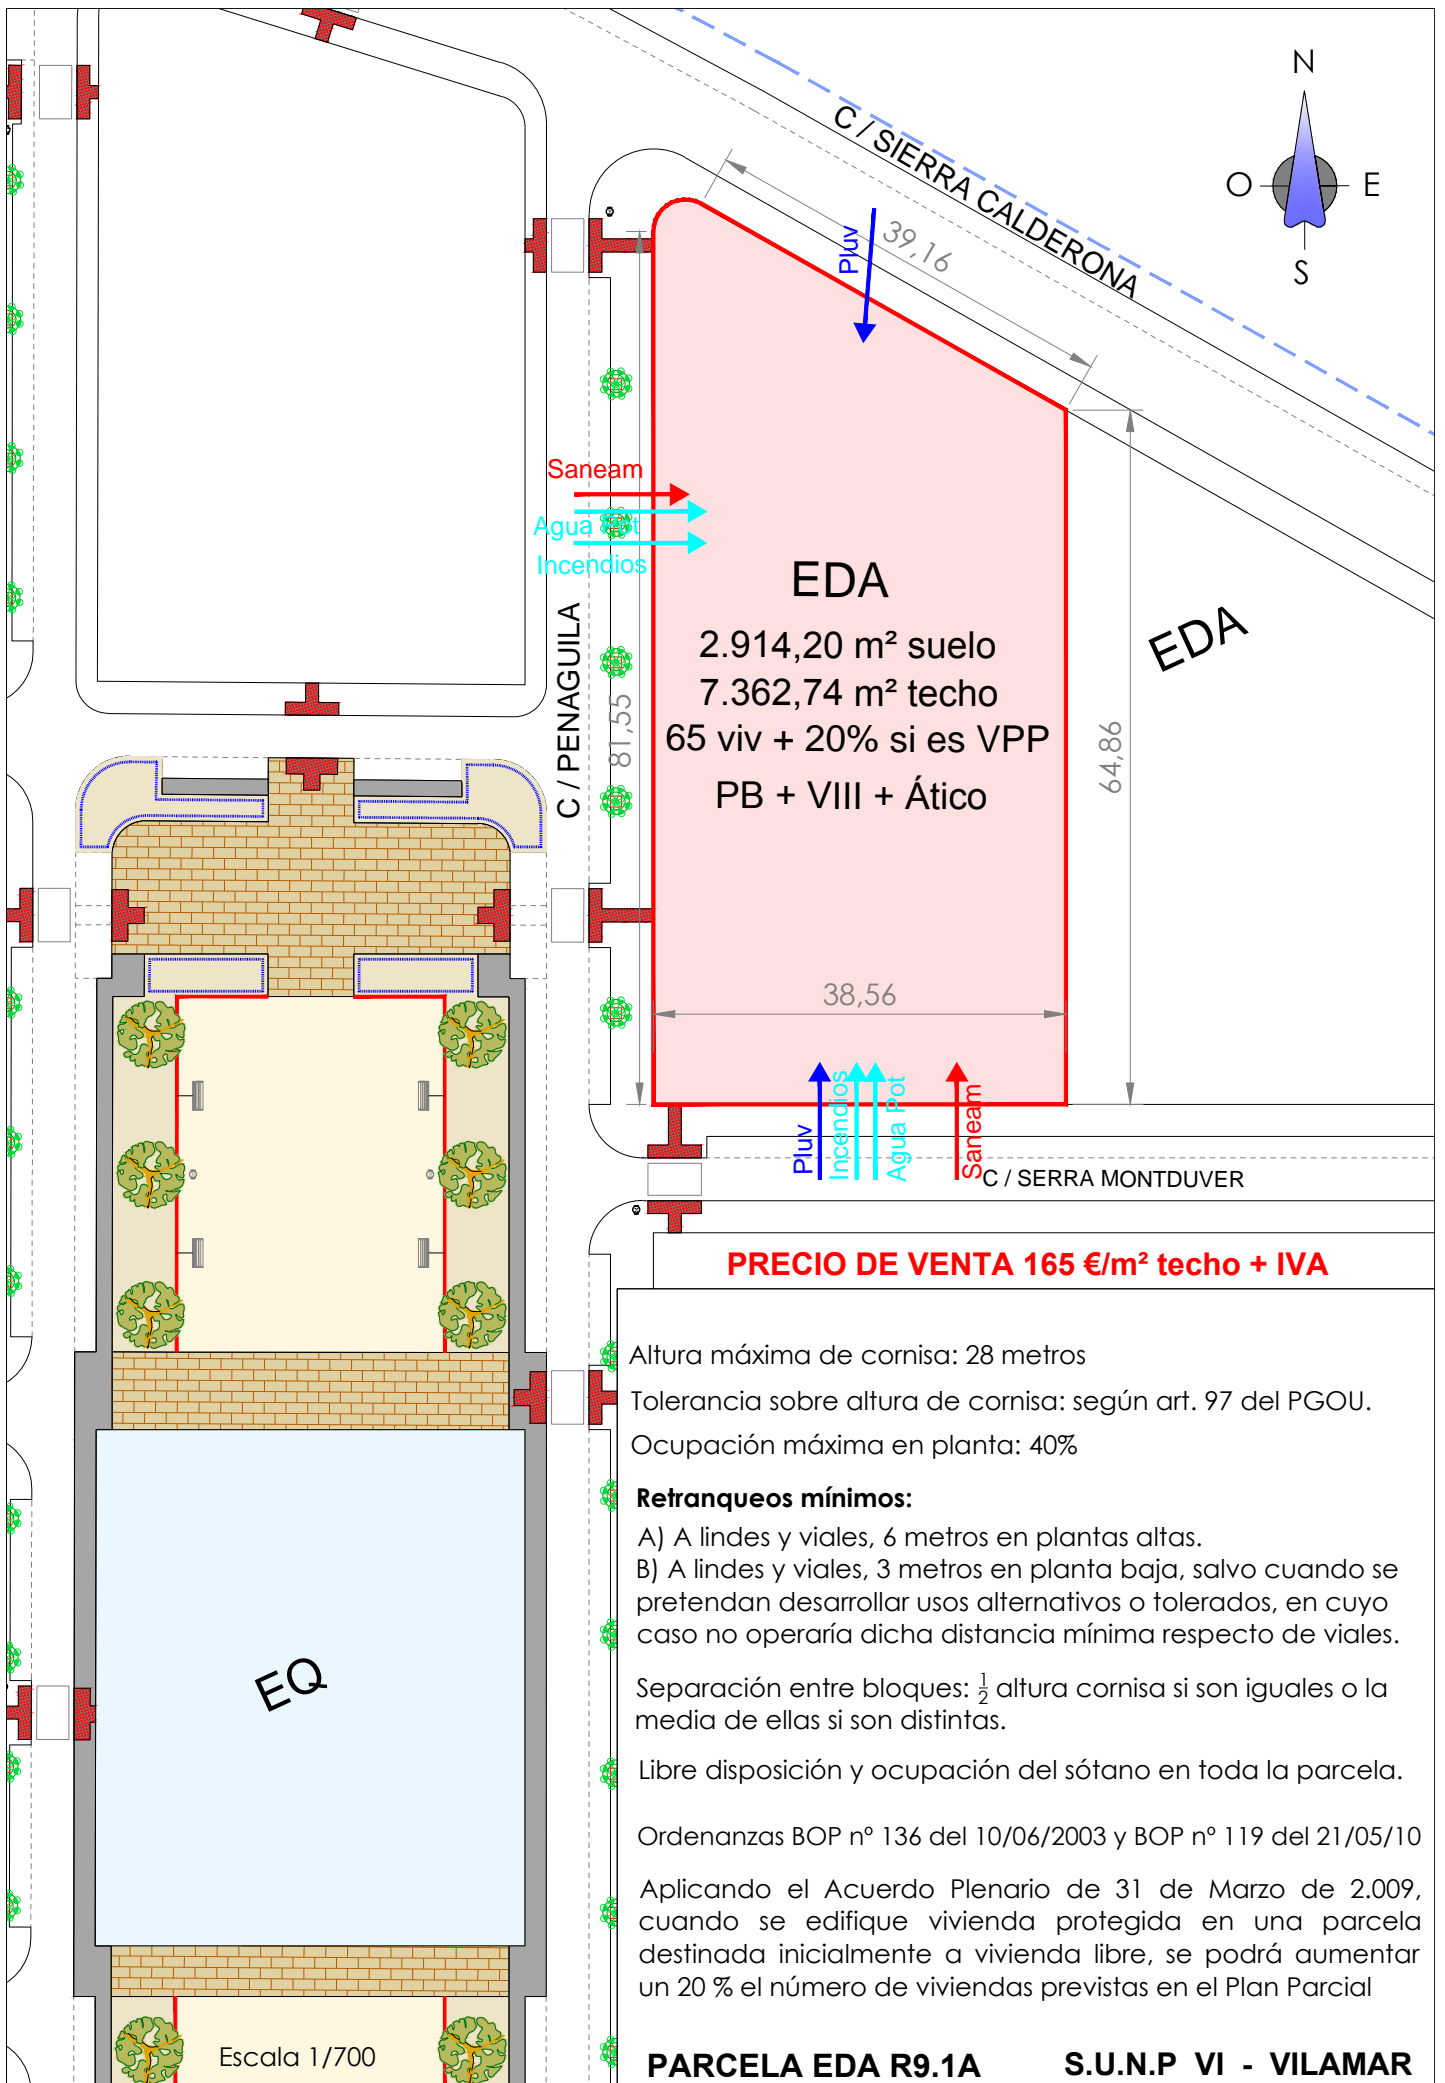 N
O
E
S
C / SIERRA CALDERONA
39,16
Pluv
Saneam
Agua Pot
Incendios
C / PENAGUILA
81,55
EDA
2.914,20 m² suelo
7.362,74 m² techo
65 viv + 20% si es VPP
PB + VIII + Ático
EDA
64,86
38,56
Pluv
Incendios
Agua Pot
Saneam
C / SERRA MONTDUVER
PRECIO DE VENTA 165 €/m² techo + IVA
Altura máxima de cornisa: 28 metros
Tolerancia sobre altura de cornisa: según art. 97 del PGOU.
Ocupación máxima en planta: 40%
Retranqueos mínimos:
A) A lindes y viales, 6 metros en plantas altas.
B) A lindes y viales, 3 metros en planta baja, salvo cuando se
pretendan desarrollar usos alternativos o tolerados, en cuyo
caso no operaría dicha distancia mínima respecto de viales.
Separación entre bloques: ½ altura cornisa si son iguales o la
media de ellas si son distintas.
Libre disposición y ocupación del sótano en toda la parcela.
Ordenanzas BOP nº 136 del 10/06/2003 y BOP nº 119 del 21/05/10
Aplicando el Acuerdo Plenario de 31 de Marzo de 2.009,
cuando se edifique vivienda protegida en una parcela
destinada inicialmente a vivienda libre, se podrá aumentar
un 20 % el número de viviendas previstas en el Plan Parcial
EQ
Escala 1/700
PARCELA EDA R9.1A S.U.N.P VI - VILAMAR